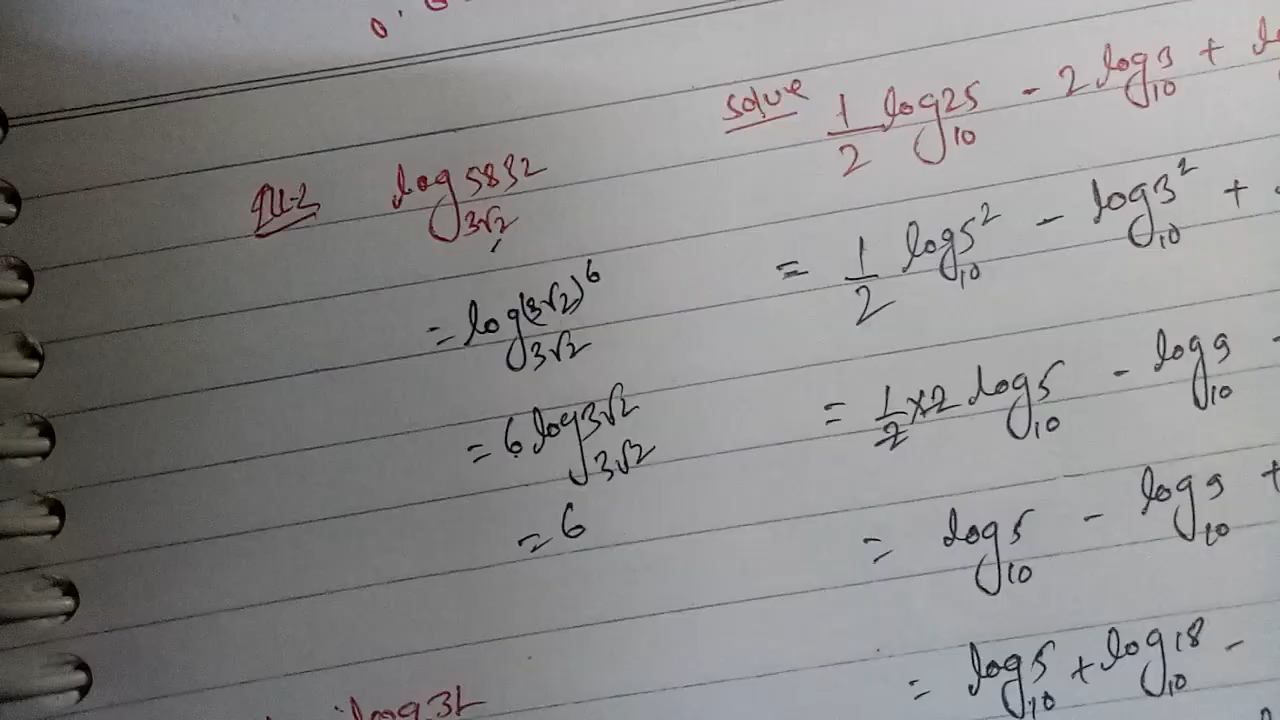 log₃√₂ 5832
= log₃√₂ (3√2)⁶
= 6 log₃√₂ 3√2
= 6
solve 1/2 log₁₀ 25 - 2 log₁₀ 3 +
= 1/2 log₁₀ 5² - log₁₀ 3² +
= 1/2 × 2 log₁₀ 5 - log₁₀ 9
= log₁₀ 5 - log₁₀ 9 +
= log₁₀ 5 + log₁₀ 18 -